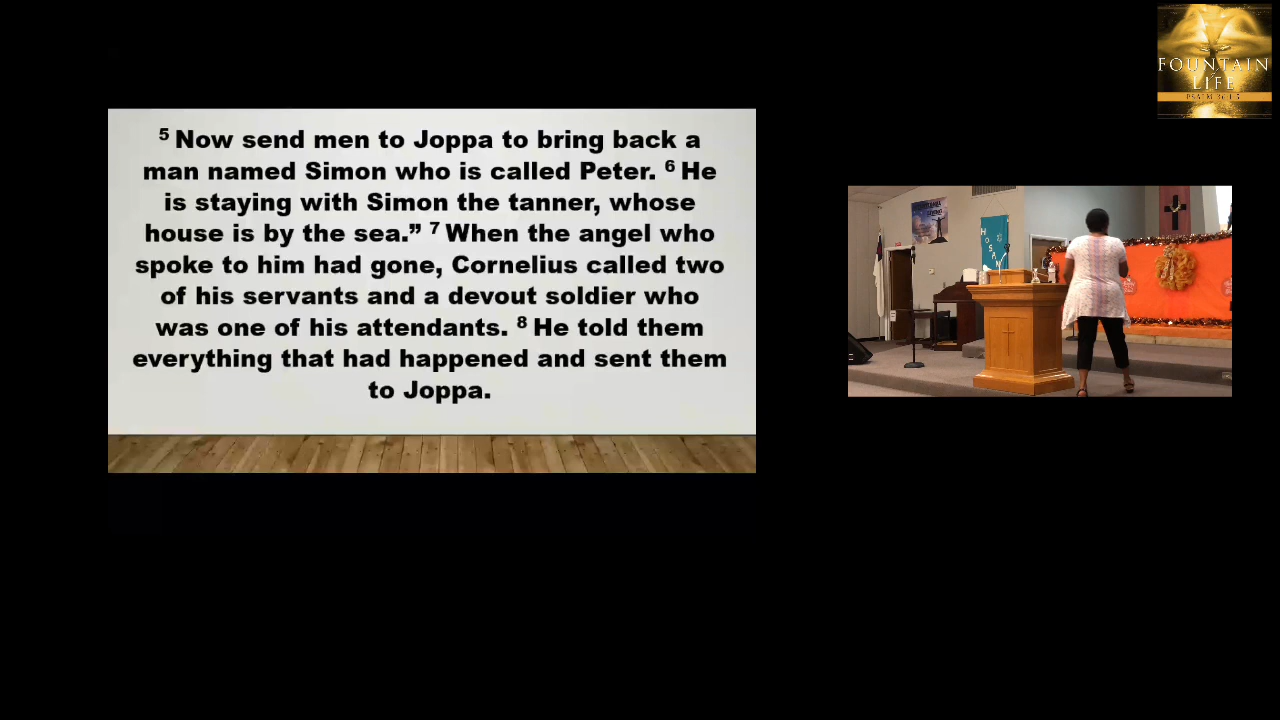 ⁵ Now send men to Joppa to bring back a
man named Simon who is called Peter. ⁶ He
is staying with Simon the tanner, whose
house is by the sea.” ⁷ When the angel who
spoke to him had gone, Cornelius called two
of his servants and a devout soldier who
was one of his attendants. ⁸ He told them
everything that had happened and sent them
to Joppa.
FOUNTAIN
LIFE